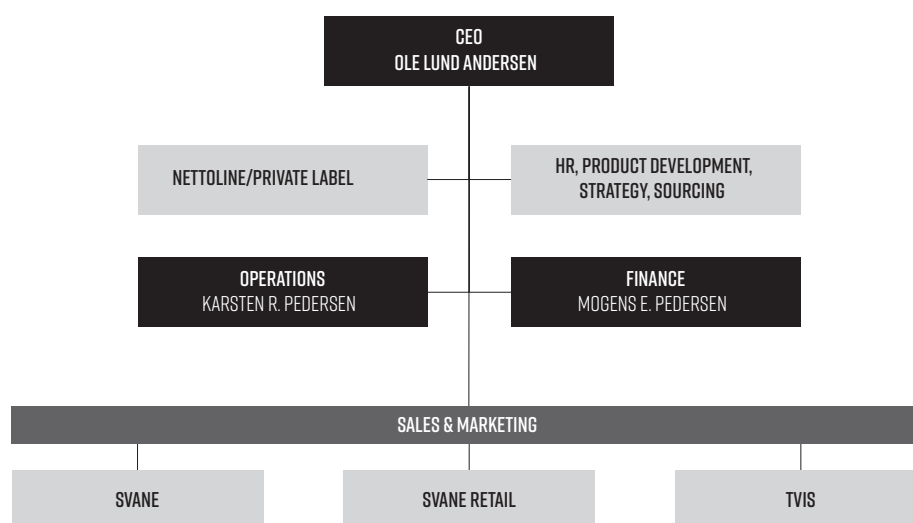 CEO
OLE LUND ANDERSEN
NETTOLINE/PRIVATE LABEL
HR, PRODUCT DEVELOPMENT,
STRATEGY, SOURCING
OPERATIONS
KARSTEN R. PEDERSEN
FINANCE
MOGENS E. PEDERSEN
SALES & MARKETING
SVANE
SVANE RETAIL
TVIS